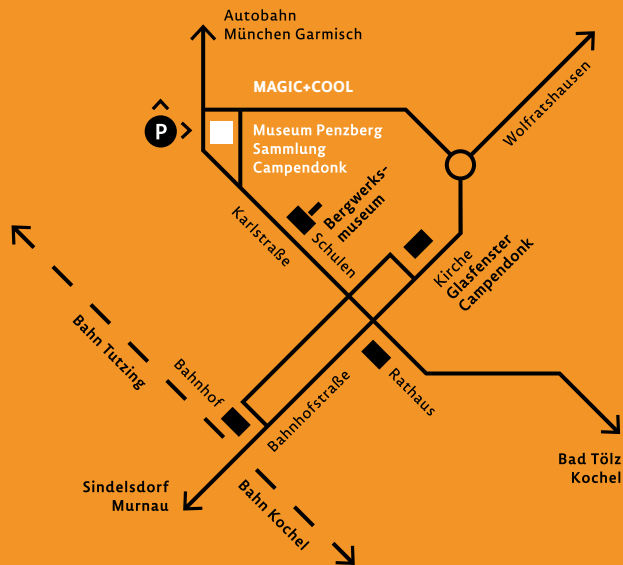 Autobahn
München Garmisch
MAGIC+COOL
Wolfratshausen
P
Museum Penzberg
Sammlung
Campendonk
Bergwerks-
museum
Karlstraße
Schulen
Kirche
Glasfenster
Campendonk
Bahn Tutzing
Bahnhof
Bahnhofstraße
Rathaus
Bad Tölz
Kochel
Sindelsdorf
Murnau
Bahn Kochel